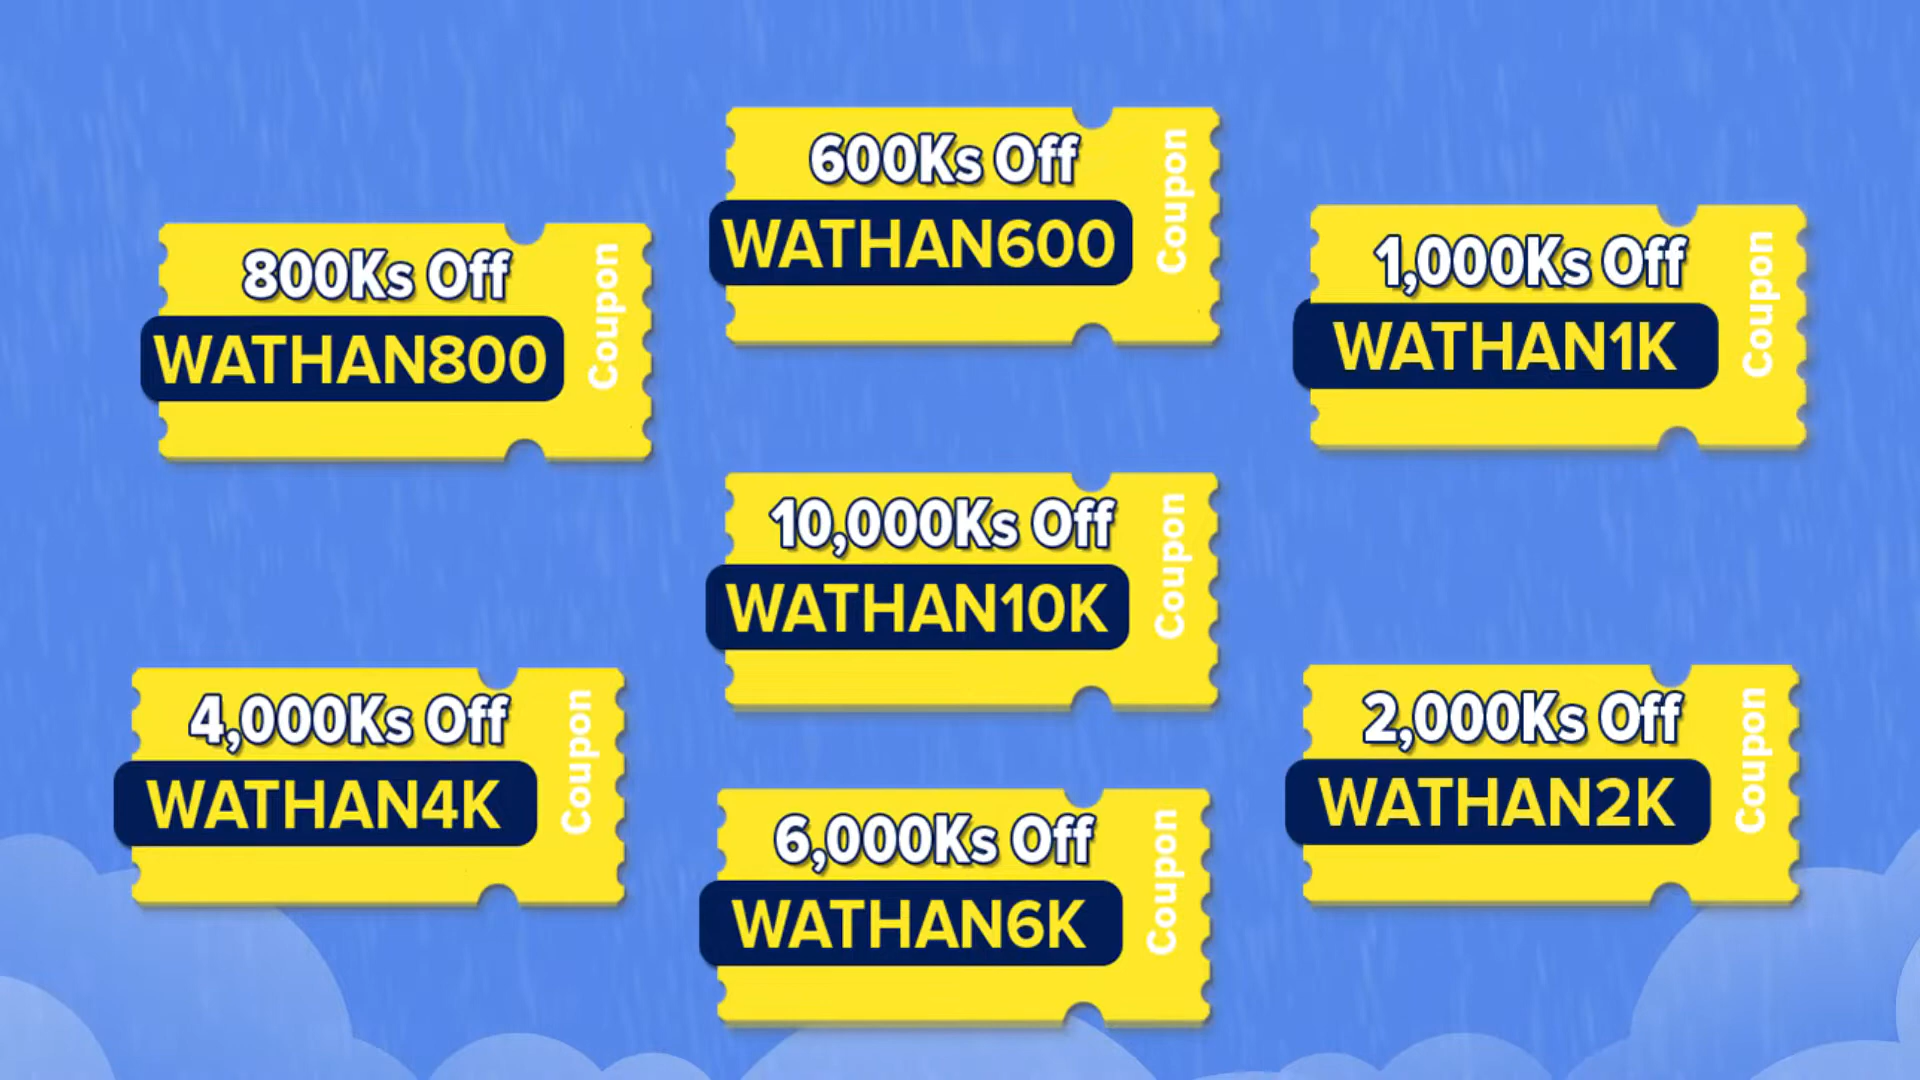 600Ks Off
WATHAN600
Coupon
800Ks Off
WATHAN800
Coupon
1,000Ks Off
WATHAN1K
Coupon
10,000Ks Off
WATHAN10K
Coupon
4,000Ks Off
WATHAN4K
Coupon
2,000Ks Off
WATHAN2K
Coupon
6,000Ks Off
WATHAN6K
Coupon